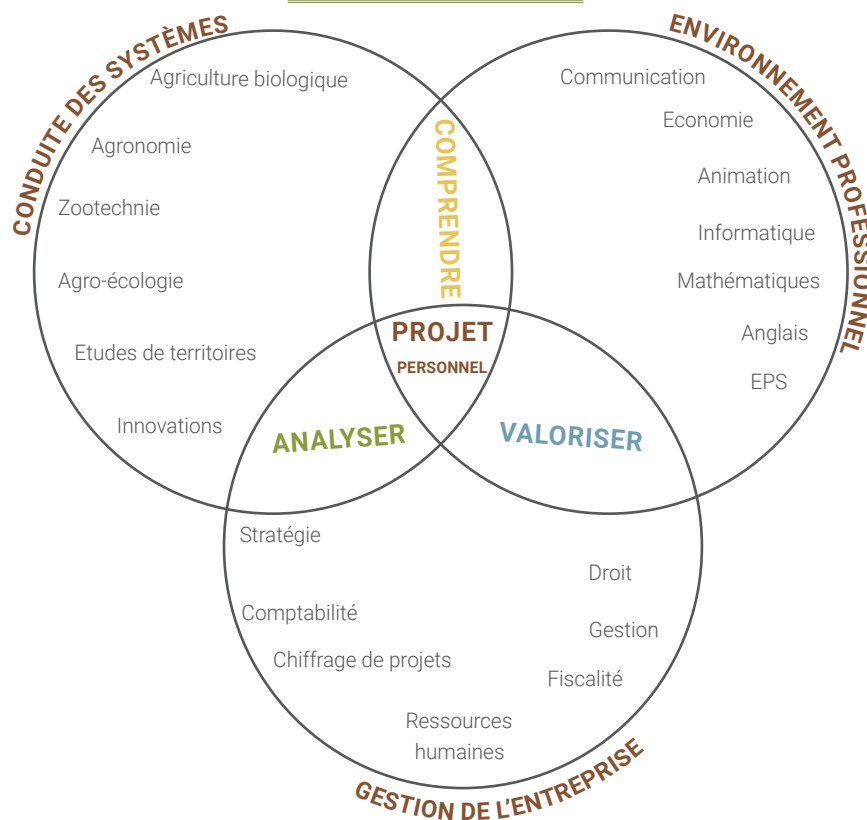 CONDUITE DES SYSTÈMES
Agriculture biologique
Agronomie
Zootechnie
Agro-écologie
Etudes de territoires
Innovations
ENVIRONNEMENT PROFESSIONNEL
Communication
Economie
Animation
Informatique
Mathématiques
Anglais
EPS
COMPRENDRE
PROJET
PERSONNEL
ANALYSER
VALORISER
Stratégie
Droit
Comptabilité
Gestion
Chiffrage de projets
Fiscalité
Ressources
humaines
GESTION DE L'ENTREPRISE